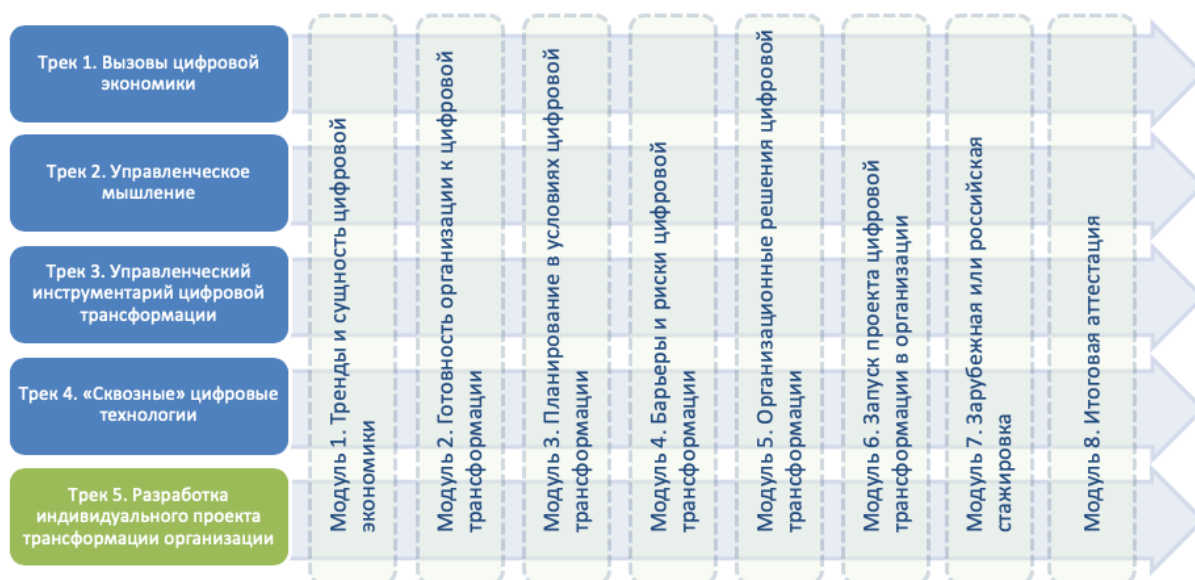 Трек 1. Вызовы цифровой
экономики
Трек 2. Управленческое
мышление
Трек 3. Управленческий
инструментарий цифровой
трансформации
Трек 4. «Сквозные» цифровые
технологии
Трек 5. Разработка
индивидуального проекта
трансформации организации
Модуль 1. Тренды и сущность цифровой
экономики
Модуль 2. Готовность организации к цифровой
трансформации
Модуль 3. Планирование в условиях цифровой
трансформации
Модуль 4. Барьеры и риски цифровой
трансформации
Модуль 5. Организационные решения цифровой
трансформации
Модуль 6. Запуск проекта цифровой
трансформации в организации
Модуль 7. Зарубежная или российская
стажировка
Модуль 8. Итоговая аттестация